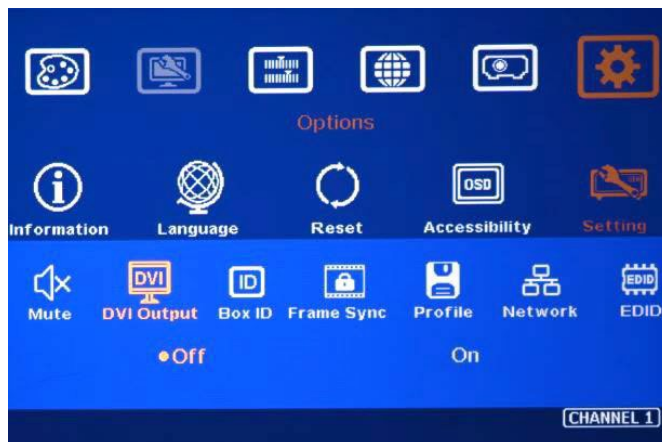 Options
OSD
Information Language Reset Accessibility Setting
DVI ID EDID
Mute DVI Output Box ID Frame Sync Profile Network EDID
Off On
CHANNEL 1